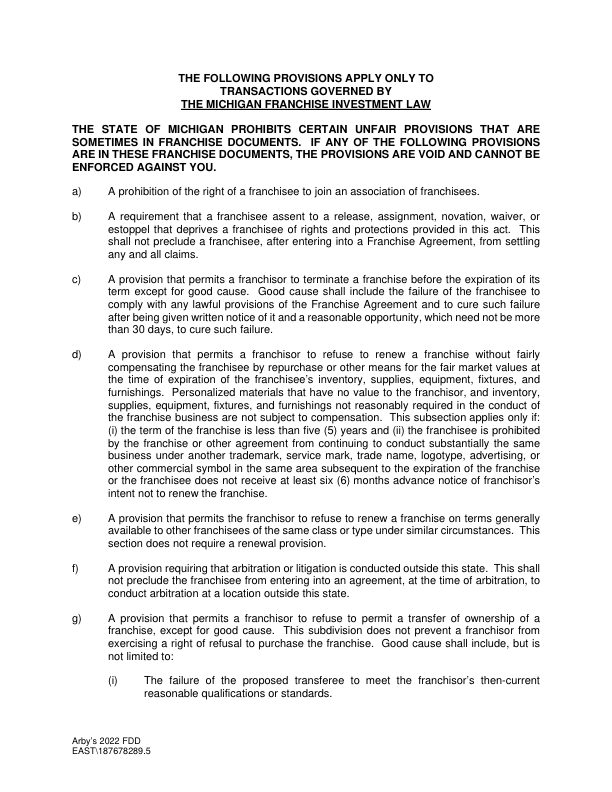 THE FOLLOWING PROVISIONS APPLY ONLY TO
TRANSACTIONS GOVERNED BY
THE MICHIGAN FRANCHISE INVESTMENT LAW
THE STATE OF MICHIGAN PROHIBITS CERTAIN UNFAIR PROVISIONS THAT ARE
SOMETIMES IN FRANCHISE DOCUMENTS. IF ANY OF THE FOLLOWING PROVISIONS
ARE IN THESE FRANCHISE DOCUMENTS, THE PROVISIONS ARE VOID AND CANNOT BE
ENFORCED AGAINST YOU.
a) A prohibition of the right of a franchisee to join an association of franchisees.
b) A requirement that a franchisee assent to a release, assignment, novation, waiver, or
estoppel that deprives a franchisee of rights and protections provided in this act. This
shall not preclude a franchisee, after entering into a Franchise Agreement, from settling
any and all claims.
c) A provision that permits a franchisor to terminate a franchise before the expiration of its
term except for good cause. Good cause shall include the failure of the franchisee to
comply with any lawful provisions of the Franchise Agreement and to cure such failure
after being given written notice of it and a reasonable opportunity, which need not be more
than 30 days, to cure such failure.
d) A provision that permits a franchisor to refuse to renew a franchise without fairly
compensating the franchisee by repurchase or other means for the fair market values at
the time of expiration of the franchisee's inventory, supplies, equipment, fixtures, and
furnishings. Personalized materials that have no value to the franchisor, and inventory,
supplies, equipment, fixtures, and furnishings not reasonably required in the conduct of
the franchise business are not subject to compensation. This subsection applies only if:
(i) the term of the franchise is less than five (5) years and (ii) the franchisee is prohibited
by the franchise or other agreement from continuing to conduct substantially the same
business under another trademark, service mark, trade name, logotype, advertising, or
other commercial symbol in the same area subsequent to the expiration of the franchise
or the franchisee does not receive at least six (6) months advance notice of franchisor's
intent not to renew the franchise.
e) A provision that permits the franchisor to refuse to renew a franchise on terms generally
available to other franchisees of the same class or type under similar circumstances. This
section does not require a renewal provision.
f) A provision requiring that arbitration or litigation is conducted outside this state. This shall
not preclude the franchisee from entering into an agreement, at the time of arbitration, to
conduct arbitration at a location outside this state.
g) A provision that permits a franchisor to refuse to permit a transfer of ownership of a
franchise, except for good cause. This subdivision does not prevent a franchisor from
exercising a right of refusal to purchase the franchise. Good cause shall include, but is
not limited to:
(i) The failure of the proposed transferee to meet the franchisor's then-current
reasonable qualifications or standards.
Arby's 2022 FDD
EAST\187678289.5